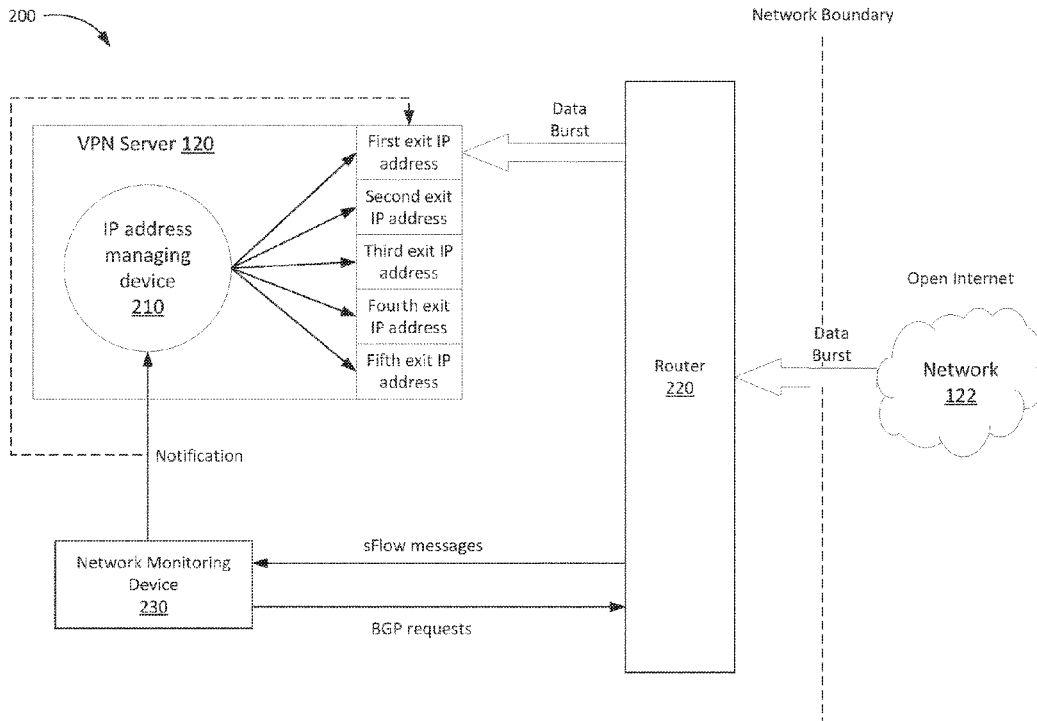 200
Network Boundary
VPN Server 120
IP address
managing
device
210
First exit IP
address
Second exit
IP address
Third exit IP
address
Fourth exit
IP address
Fifth exit IP
address
Data
Burst
Router
220
Data
Burst
Open Internet
Network
122
Notification
Network Monitoring
Device
230
sFlow messages
BGP requests